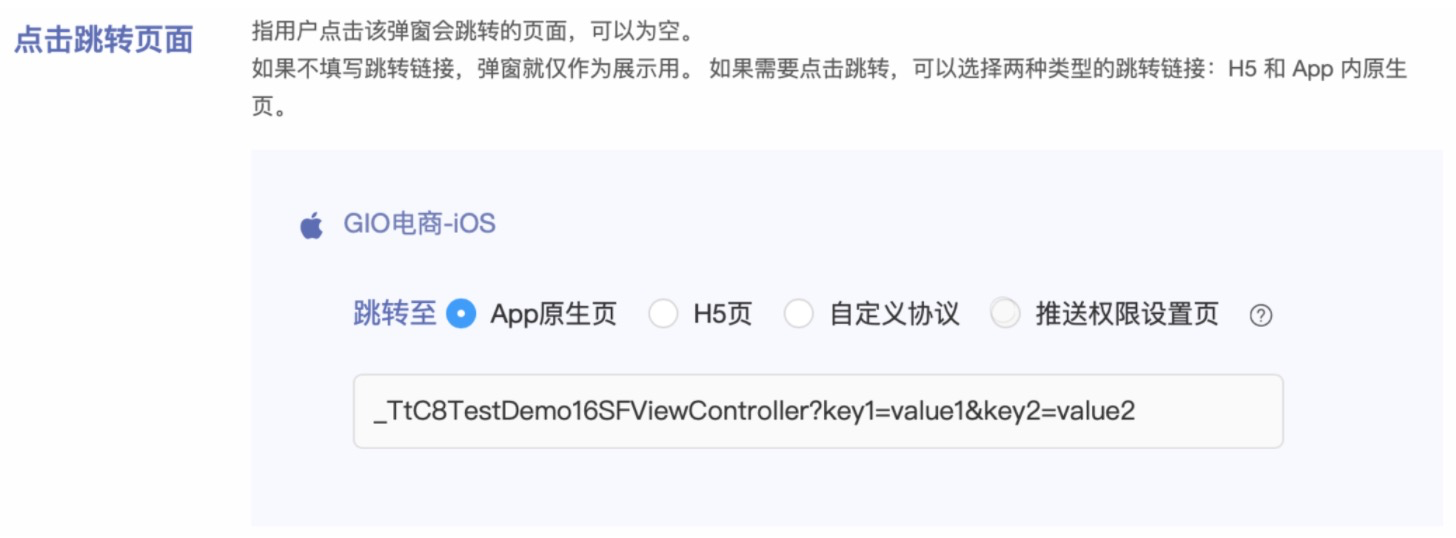 点击跳转页面
指用户点击该弹窗会跳转的页面，可以为空。
如果不填写跳转链接，弹窗就仅作为展示用。 如果需要点击跳转，可以选择两种类型的跳转链接：H5 和 App 内原生
页。
GIO电商-iOS
跳转至 App原生页 H5页 自定义协议 推送权限设置页 ?
_TtC8TestDemo16SFViewController?key1=value1&key2=value2